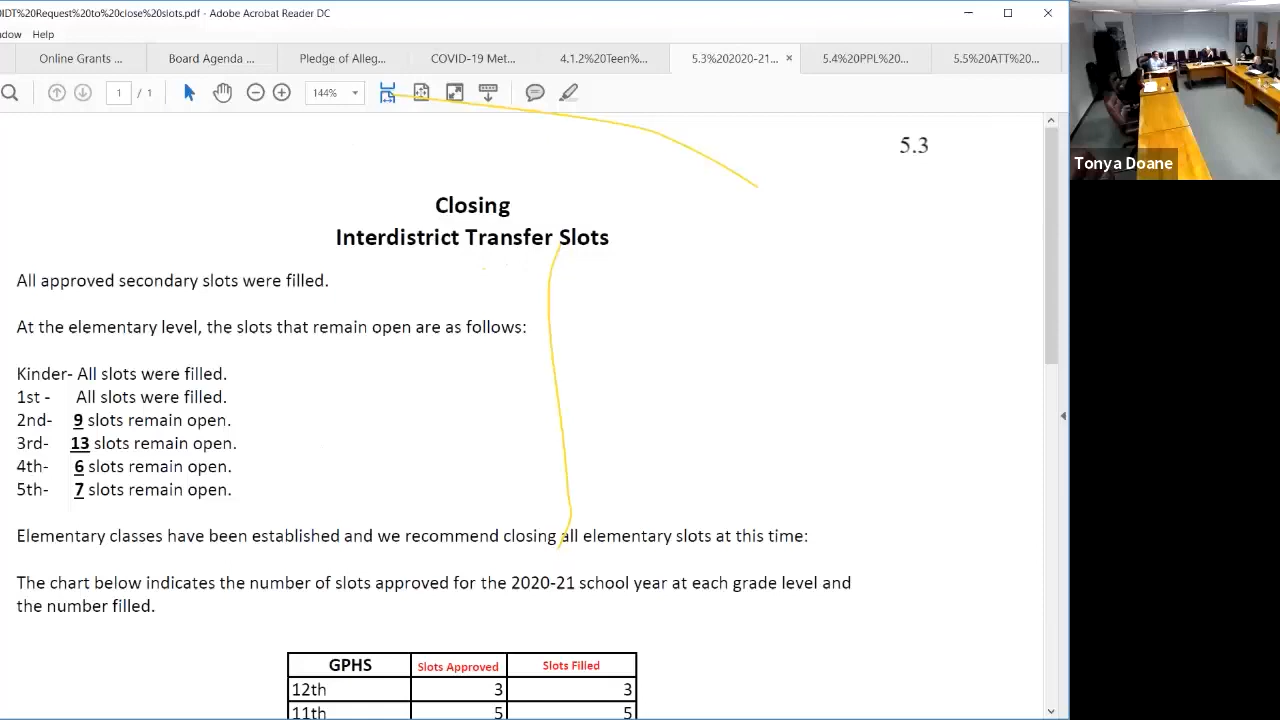 IDT%20Request%20to%20close%20slots.pdf - Adobe Acrobat Reader DC
dow Help
Online Grants ... Board Agenda ... Pledge of Alleg... COVID-19 Met... 4.1.2%20Teen%... 5.3%202020-21... × 5.4%20PPL%20... 5.5%20ATT%20...
1 / 1 144%
5.3
Tonya Doane
Closing
Interdistrict Transfer Slots
All approved secondary slots were filled.
At the elementary level, the slots that remain open are as follows:
Kinder- All slots were filled.
1st - All slots were filled.
2nd- 9 slots remain open.
3rd- 13 slots remain open.
4th- 6 slots remain open.
5th- 7 slots remain open.
Elementary classes have been established and we recommend closing all elementary slots at this time:
The chart below indicates the number of slots approved for the 2020-21 school year at each grade level and
the number filled.
GPHS Slots Approved Slots Filled
12th 3 3
11th 5 5